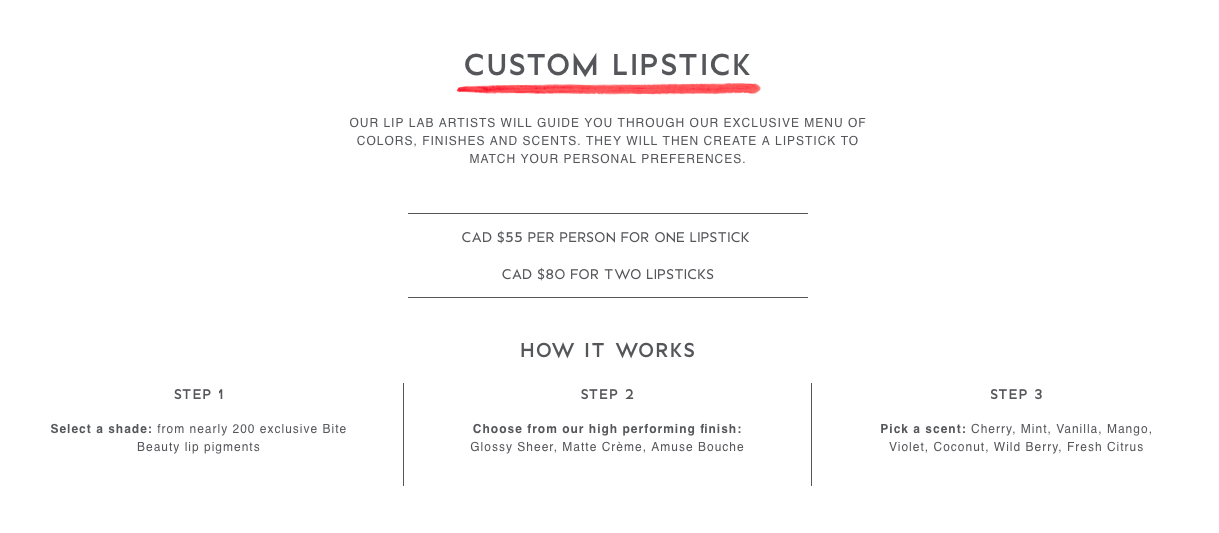 CUSTOM LIPSTICK
OUR LIP LAB ARTISTS WILL GUIDE YOU THROUGH OUR EXCLUSIVE MENU OF
COLORS, FINISHES AND SCENTS. THEY WILL THEN CREATE A LIPSTICK TO
MATCH YOUR PERSONAL PREFERENCES.
CAD $55 PER PERSON FOR ONE LIPSTICK
CAD $80 FOR TWO LIPSTICKS
HOW IT WORKS
STEP 1
Select a shade: from nearly 200 exclusive Bite
Beauty lip pigments
STEP 2
Choose from our high performing finish:
Glossy Sheer, Matte Crème, Amuse Bouche
STEP 3
Pick a scent: Cherry, Mint, Vanilla, Mango,
Violet, Coconut, Wild Berry, Fresh Citrus